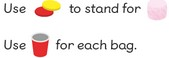 Use to stand for
Use for each bag.